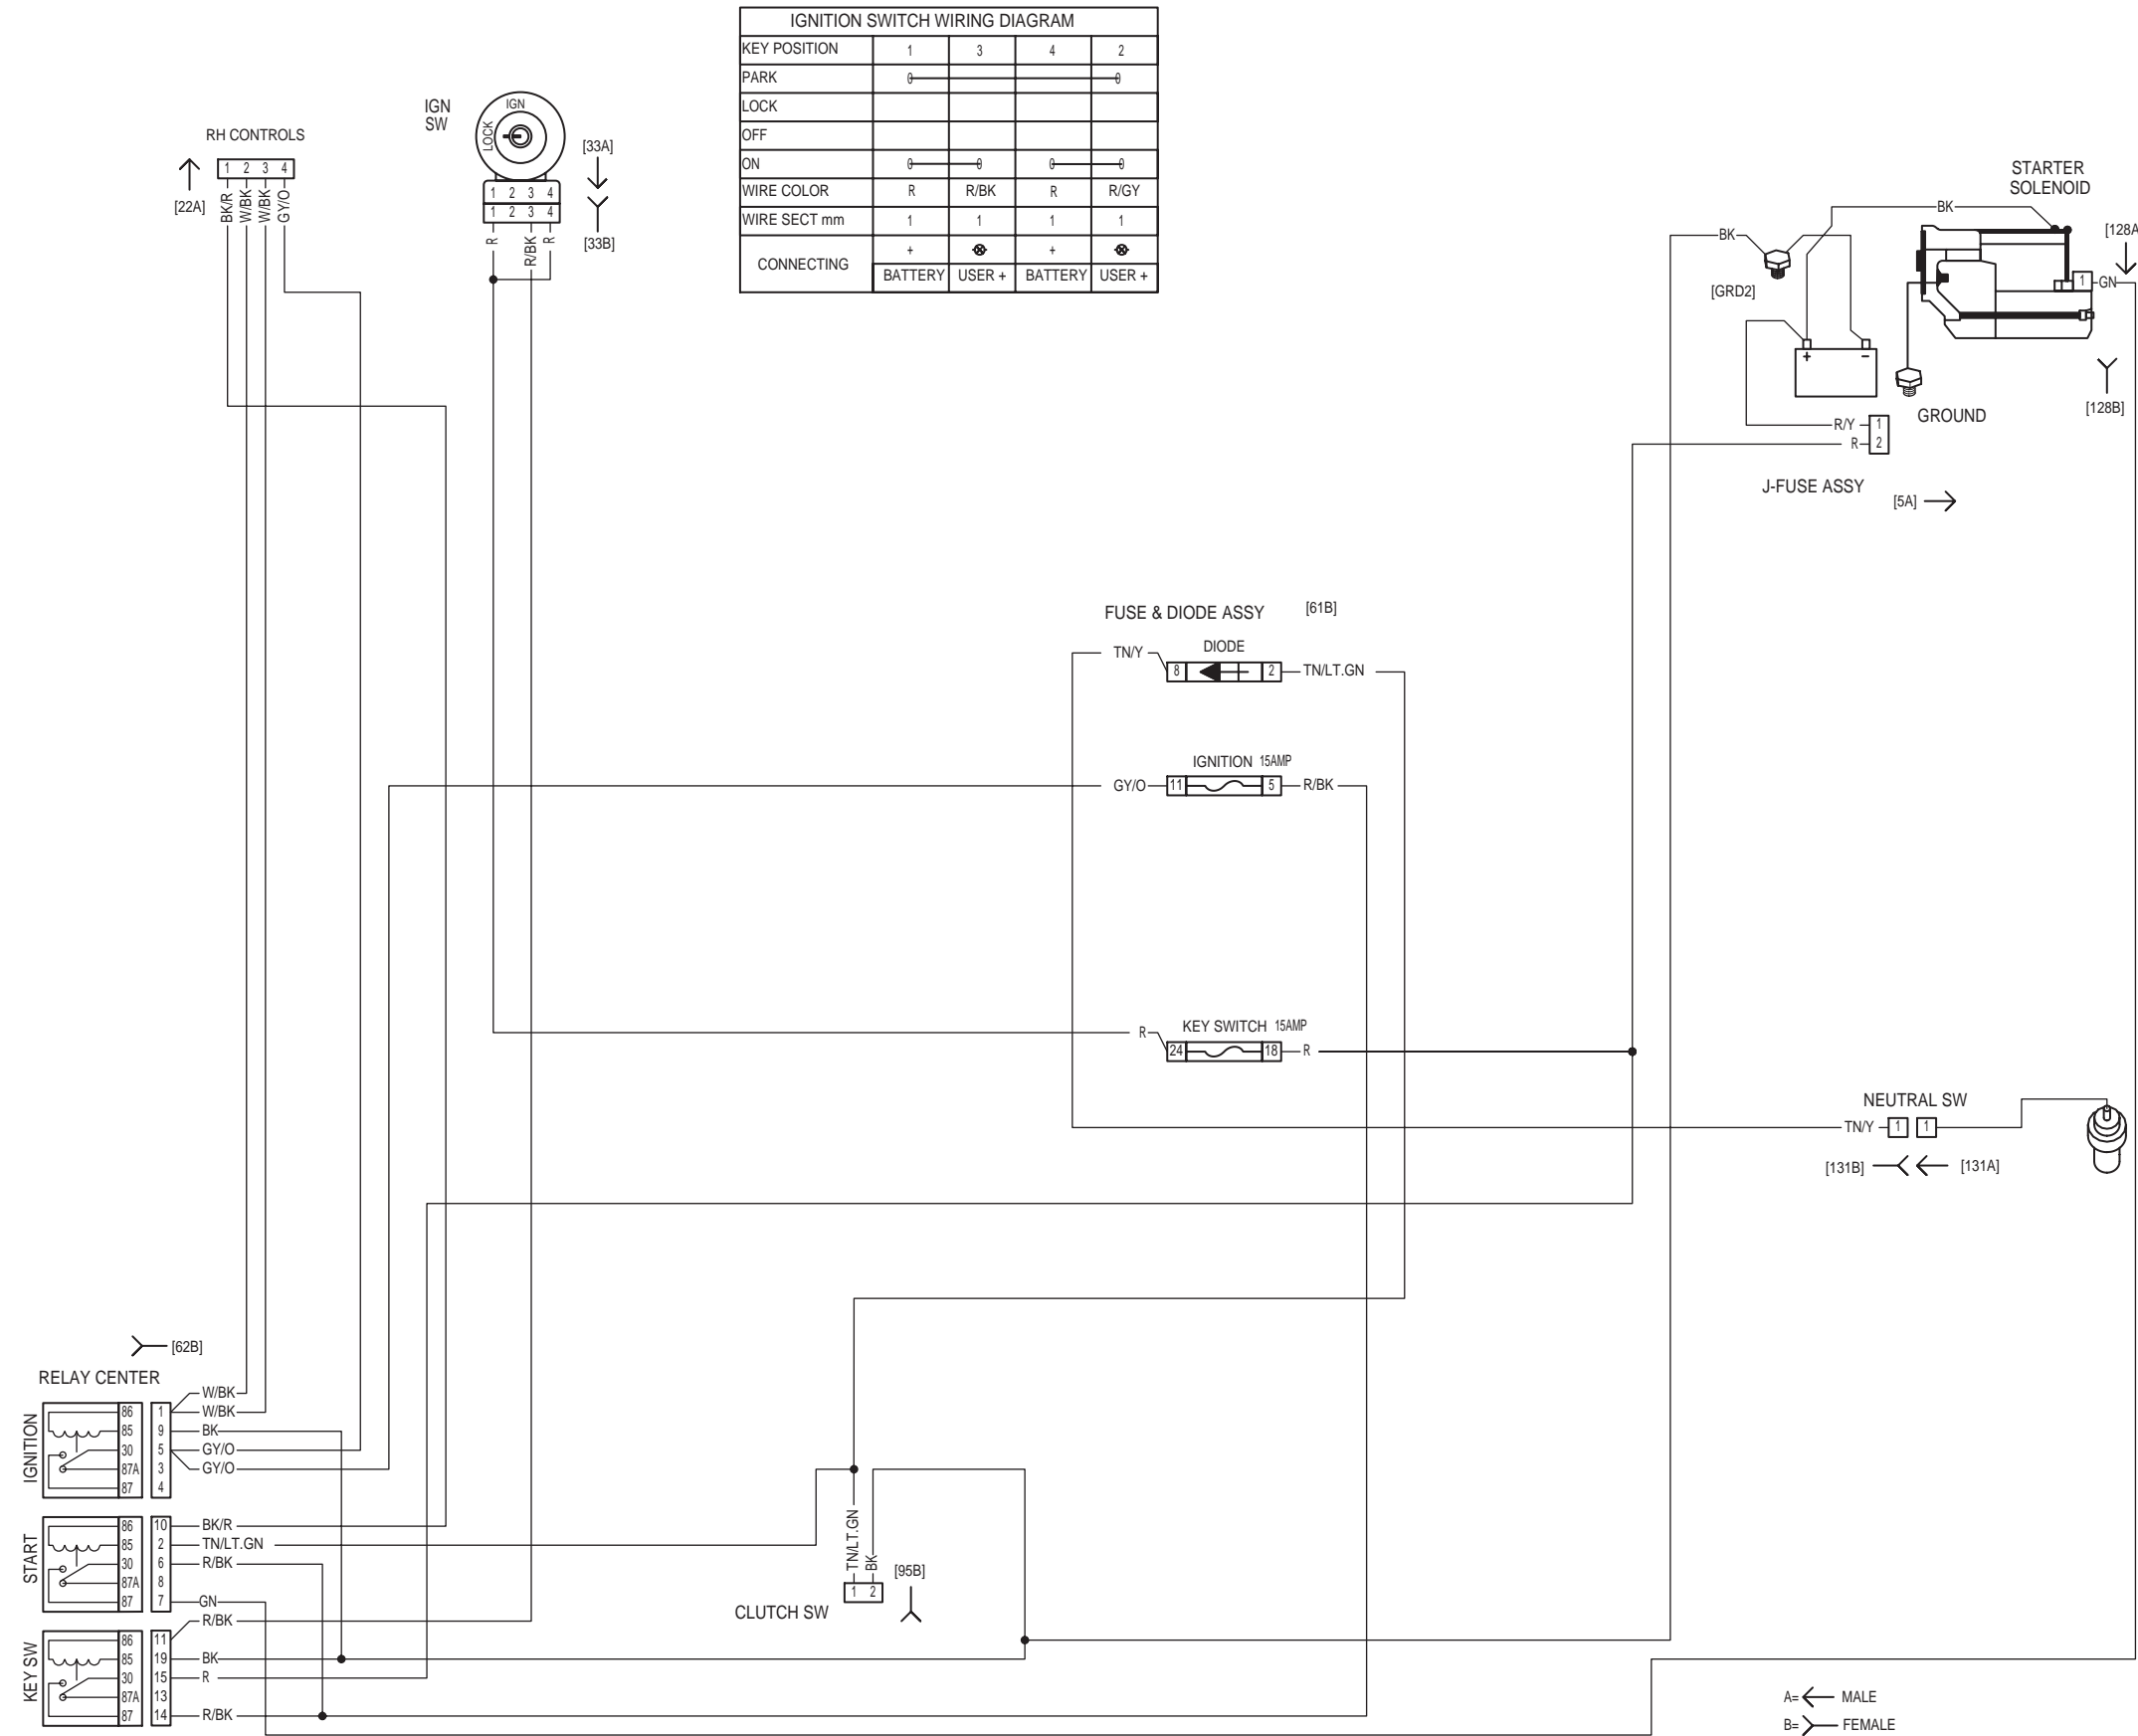 IGNITION SWITCH WIRING DIAGRAM
KEY POSITION 1 3 4 2
PARK 0 0
LOCK
OFF
ON 0 0 0 0
WIRE COLOR R R/BK R R/GY
WIRE SECT mm 1 1 1 1
CONNECTING + +
BATTERY USER + BATTERY USER +
RH CONTROLS
1 2 3 4
[22A]
BK/R
W/BK
W/BK
GY/O
IGN
SW
IGN
LOCK
1 2 3 4
1 2 3 4
[33A]
[33B]
R
R/BK
R
STARTER
SOLENOID
BK
BK
[128A
1
GN
[GRD2]
+ −
[128B]
GROUND
R/Y 1
R 2
J-FUSE ASSY
[5A]
FUSE & DIODE ASSY [61B]
DIODE
TN/Y 8 2 TN/LT.GN
IGNITION 15AMP
GY/O 11 5 R/BK
KEY SWITCH 15AMP
R 24 18 R
NEUTRAL SW
TN/Y 1 1
[131B] [131A]
[62B]
RELAY CENTER
IGNITION
W/BK
86 1 W/BK
85 9 BK
30 5 GY/O
87A 3 GY/O
87 4
START
86 10 BK/R
85 2 TN/LT.GN
30 6 R/BK
87A 8
87 7 GN
R/BK
KEY SW
86 11
85 19 BK
30 15 R
87A 13
87 14 R/BK
TN/LT.GN
BK
[95B]
1 2
CLUTCH SW
A= MALE
B= FEMALE